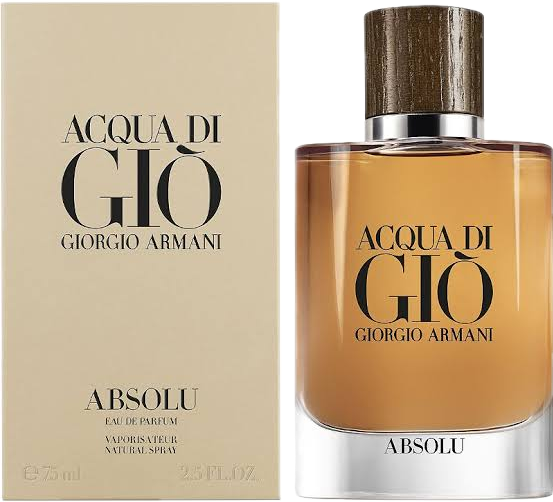 ACQUA DI
GIÒ
GIORGIO ARMANI
ABSOLU
EAU DE PARFUM
VAPORISATEUR
NATURAL SPRAY
℮ 75 ml 2.5 FL.OZ
ACQUA DI
GIÒ
GIORGIO ARMANI
ABSOLU